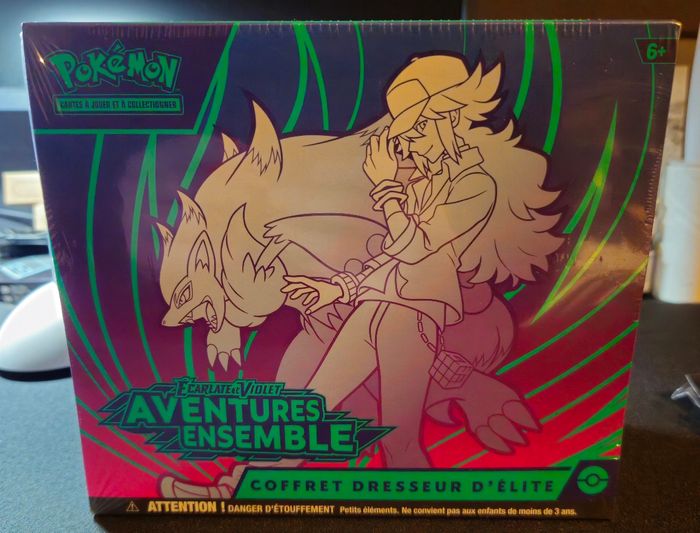 POKéMON
CARTES À JOUER ET À COLLECTIONNER
6+
ÉCARLATE ET VIOLET
AVENTURES
ENSEMBLE
COFFRET DRESSEUR D'ÉLITE
⚠ ATTENTION ! DANGER D'ÉTOUFFEMENT Petits éléments. Ne convient pas aux enfants de moins de 3 ans.